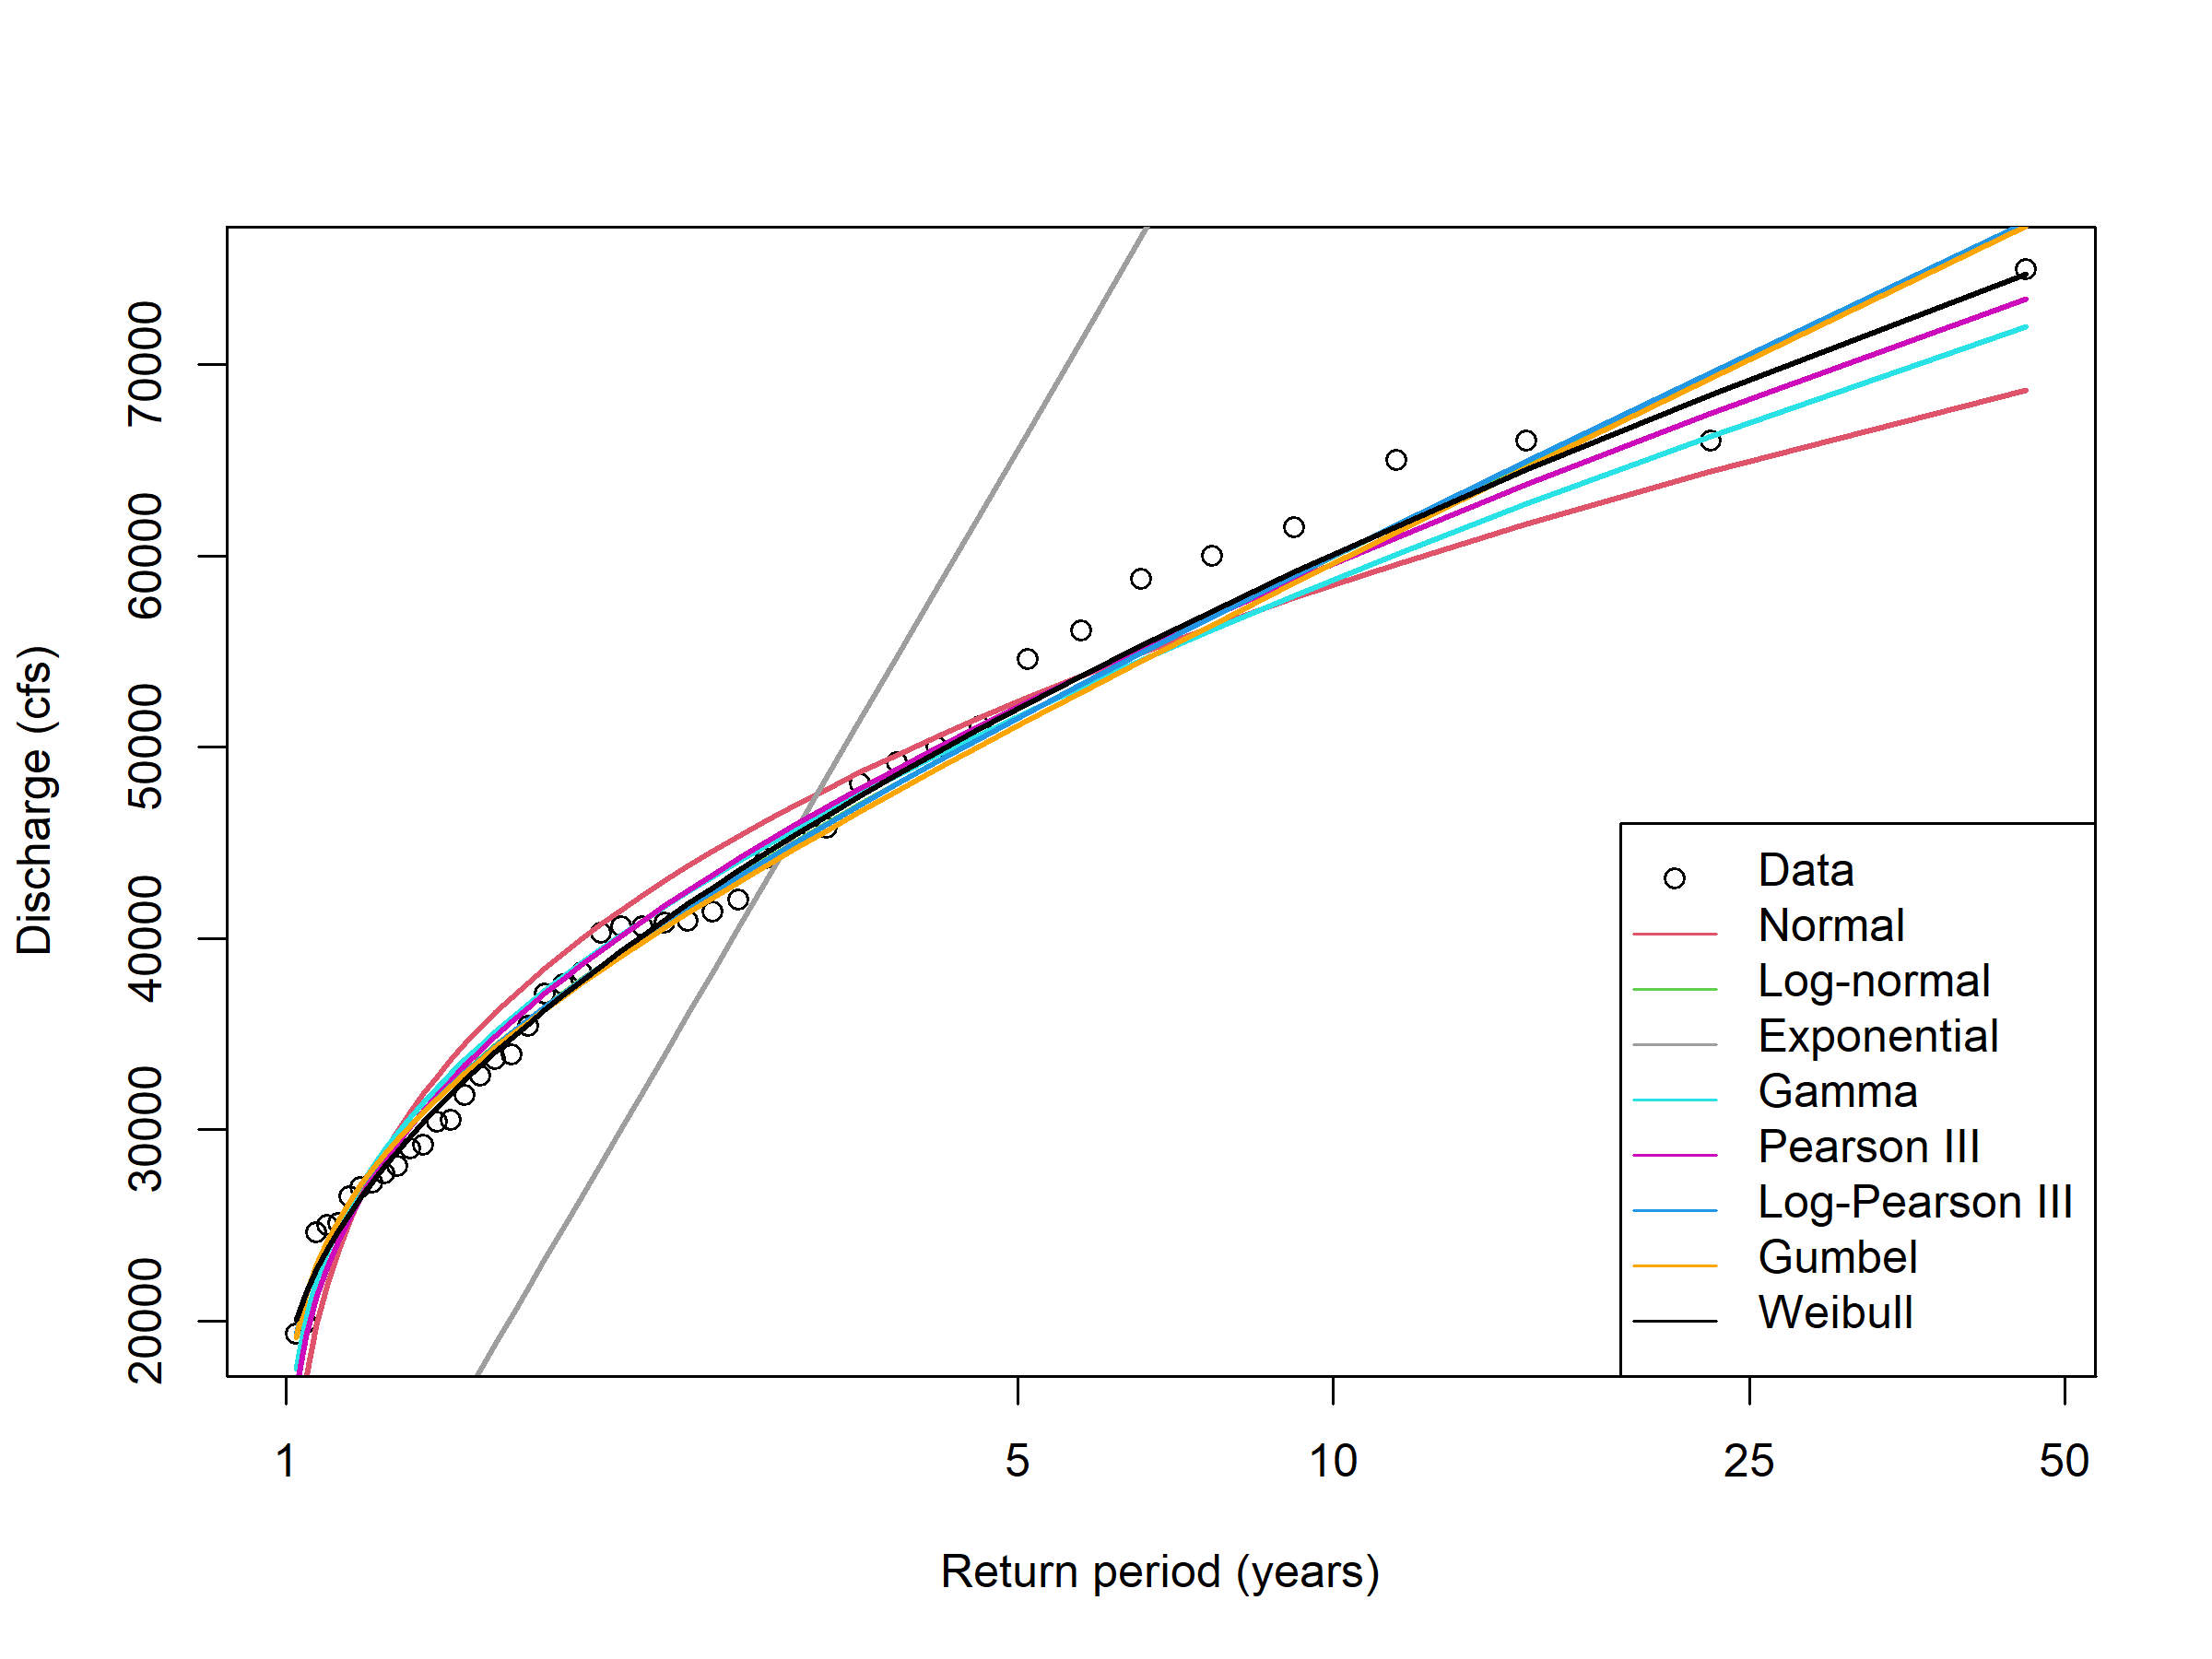 70000
60000
50000
40000
30000
20000
Discharge (cfs)
1
5
10
25
50
Return period (years)
Data
Normal
Log-normal
Exponential
Gamma
Pearson III
Log-Pearson III
Gumbel
Weibull